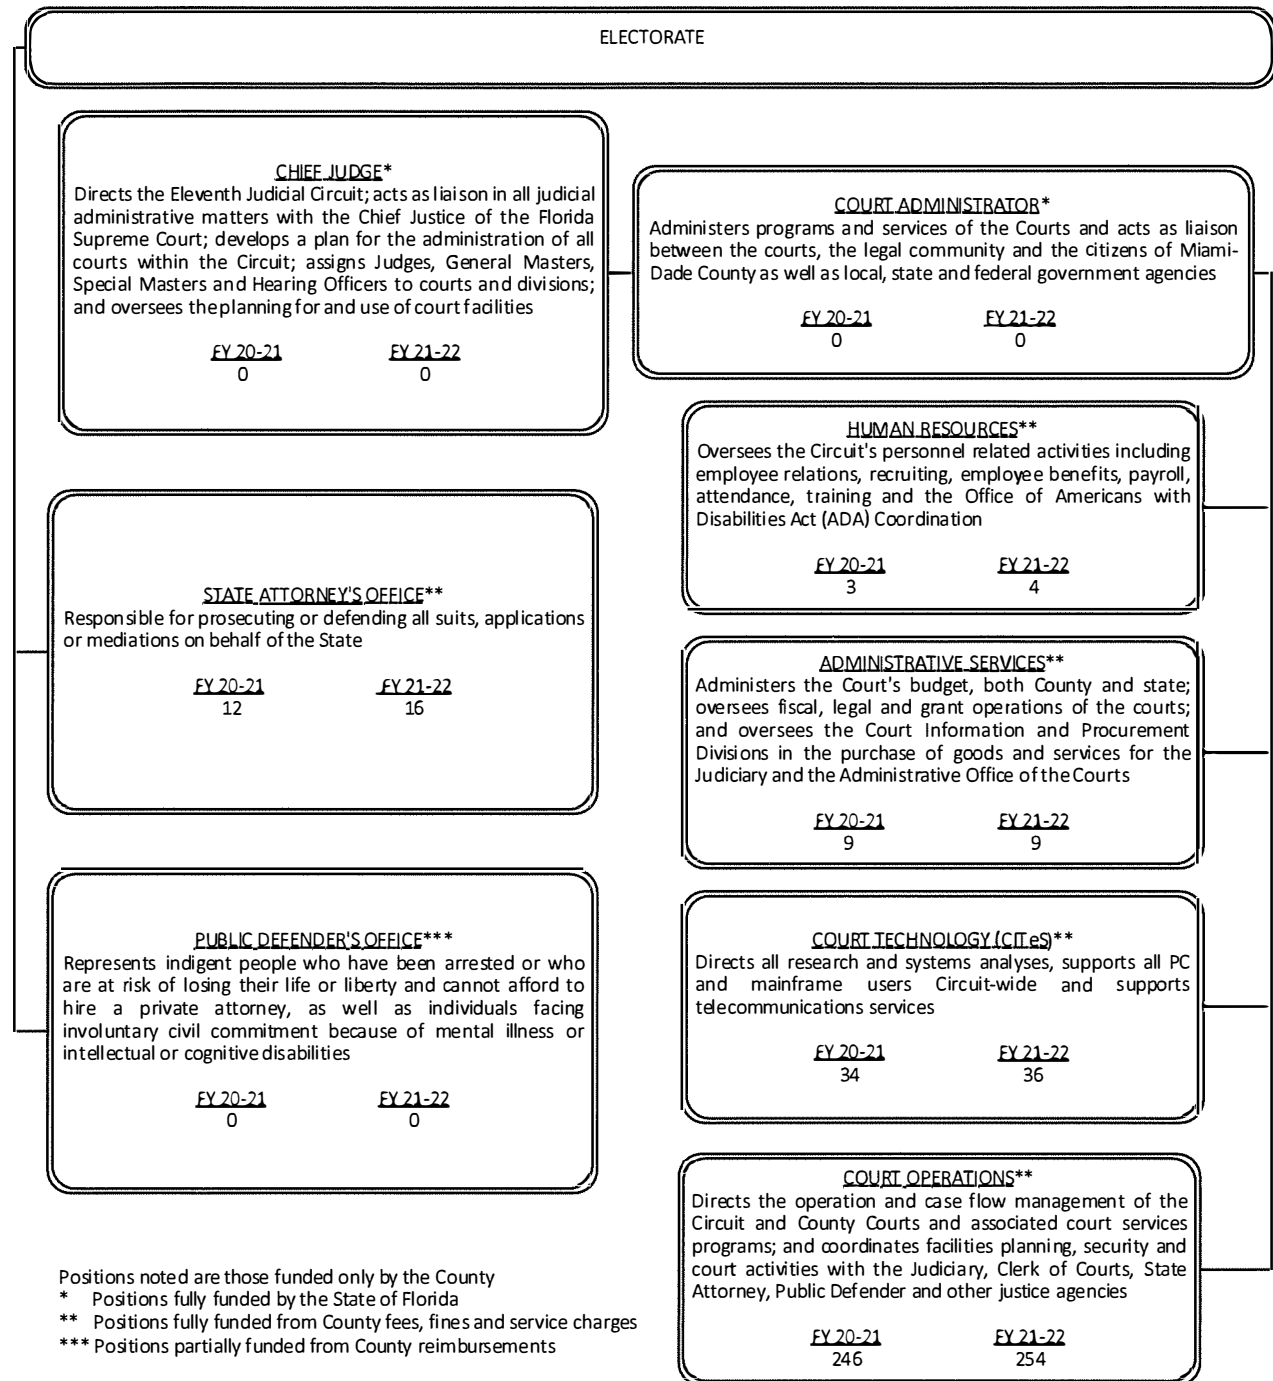 ELECTORATE
CHIEF JUDGE*
Directs the Eleventh Judicial Circuit; acts as liaison in all judicial
administrative matters with the Chief Justice of the Florida
Supreme Court; develops a plan for the administration of all
courts within the Circuit; assigns Judges, General Masters,
Special Masters and Hearing Officers to courts and divisions;
and oversees the planning for and use of court facilities
FY 20-21 FY 21-22
0 0
COURT ADMINISTRATOR*
Administers programs and services of the Courts and acts as liaison
between the courts, the legal community and the citizens of Miami-
Dade County as well as local, state and federal government agencies
FY 20-21 FY 21-22
0 0
HUMAN RESOURCES**
Oversees the Circuit's personnel related activities including
employee relations, recruiting, employee benefits, payroll,
attendance, training and the Office of Americans with
Disabilities Act (ADA) Coordination
FY 20-21 FY 21-22
3 4
STATE ATTORNEY'S OFFICE**
Responsible for prosecuting or defending all suits, applications
or mediations on behalf of the State
FY 20-21 FY 21-22
12 16
ADMINISTRATIVE SERVICES**
Administers the Court's budget, both County and state;
oversees fiscal, legal and grant operations of the courts;
and oversees the Court Information and Procurement
Divisions in the purchase of goods and services for the
Judiciary and the Administrative Office of the Courts
FY 20-21 FY 21-22
9 9
PUBLIC DEFENDER'S OFFICE***
Represents indigent people who have been arrested or who
are at risk of losing their life or liberty and cannot afford to
hire a private attorney, as well as individuals facing
involuntary civil commitment because of mental illness or
intellectual or cognitive disabilities
FY 20-21 FY 21-22
0 0
COURT TECHNOLOGY (CITeS)**
Directs all research and systems analyses, supports all PC
and mainframe users Circuit-wide and supports
telecommunications services
FY 20-21 FY 21-22
34 36
COURT OPERATIONS**
Directs the operation and case flow management of the
Circuit and County Courts and associated court services
programs; and coordinates facilities planning, security and
court activities with the Judiciary, Clerk of Courts, State
Attorney, Public Defender and other justice agencies
FY 20-21 FY 21-22
246 254
Positions noted are those funded only by the County
* Positions fully funded by the State of Florida
** Positions fully funded from County fees, fines and service charges
*** Positions partially funded from County reimbursements